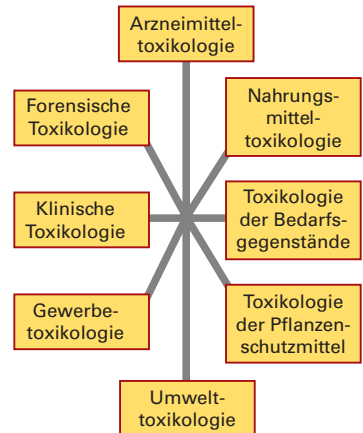 Arzneimittel-
toxikologie
Forensische
Toxikologie
Nahrungs-
mittel-
toxikologie
Klinische
Toxikologie
Toxikologie
der Bedarfs-
gegenstände
Gewerbe-
toxikologie
Toxikologie
der Pflanzen-
schutzmittel
Umwelt-
toxikologie